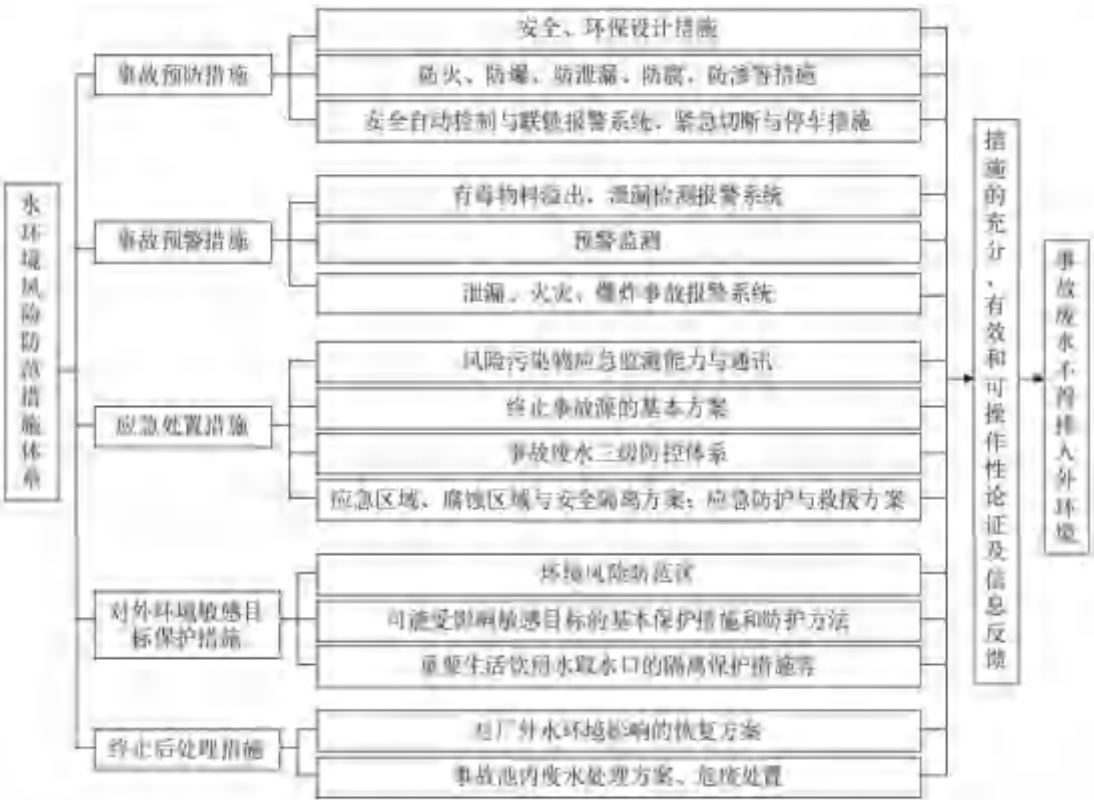 水环境风险防范措施体系
事故预防措施
安全、环保设计措施
防火、防爆、防泄漏、防腐、防渗等措施
安全自动控制与联锁报警系统，紧急切断与停车措施
事故预警措施
有毒物料溢出、泄漏检测报警系统
预警监测
泄漏、火灾、爆炸事故报警系统
应急处置措施
风险污染物应急监测能力与通讯
终止事故源的基本方案
事故废水三级防控体系
应急区域、腐蚀区域与安全隔离方案；应急防护与救援方案
对外环境敏感目
标保护措施
环境风险防范
可能受影响敏感目标的基本保护措施和防护方法
重要生活饮用水取水口的隔离保护措施等
终止后处理措施
对厂外水环境影响的恢复方案
事故池内废水处理方案、危废处置
措施的充分、有效和可操作性论证及信息反馈
事故废水不得排入外环境